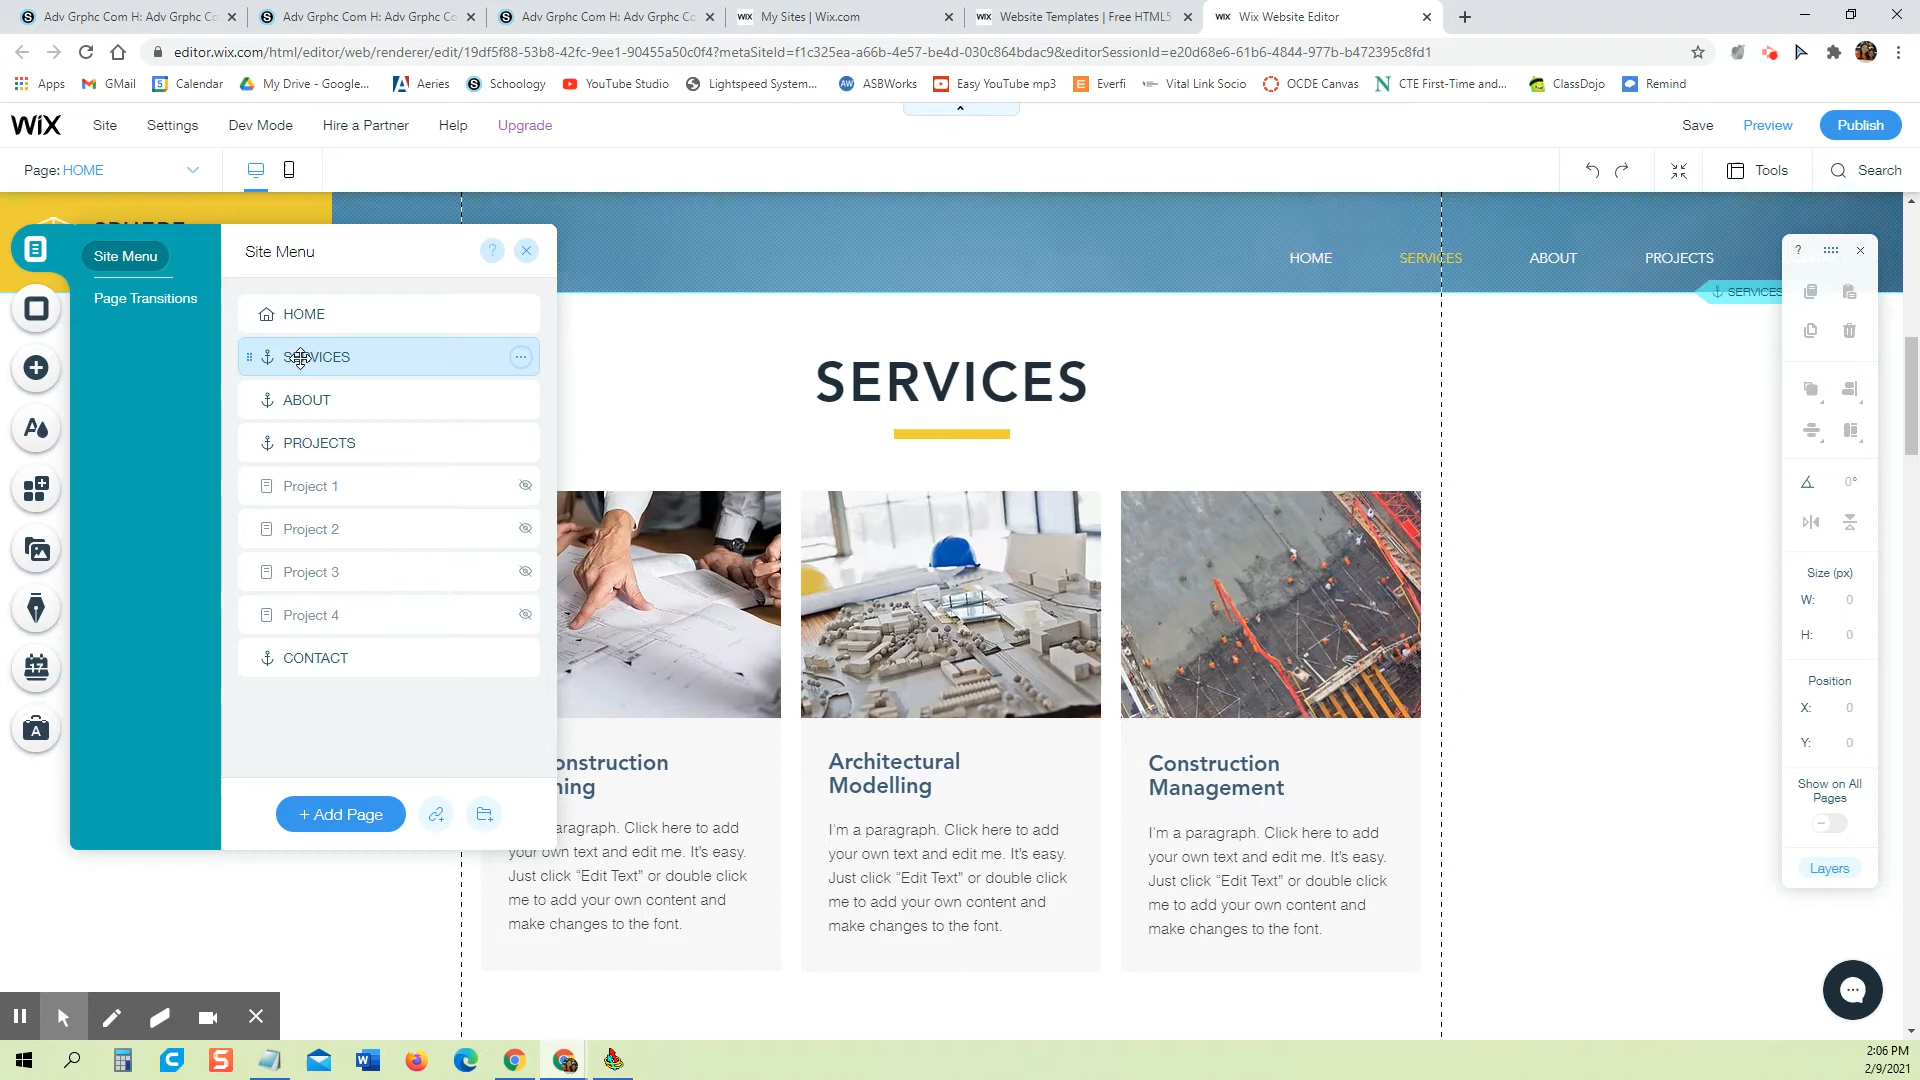 Adv Grphc Com H: Adv Grphc Co
Adv Grphc Com H: Adv Grphc Co
Adv Grphc Com H: Adv Grphc Co
WiX My Sites | Wix.com
WiX Website Templates | Free HTML5
WiX Wix Website Editor
editor.wix.com/html/editor/web/renderer/edit/19df5f88-53b8-42fc-9ee1-90455a50c0f4?metaSiteId=f1c325ea-a66b-4e57-be4d-030c864bdac9&editorSessionId=e20d68e6-61b6-4844-977b-b472395c8fd1
Apps GMail Calendar My Drive - Google... Aeries Schoology YouTube Studio Lightspeed System... ASBWorks Easy YouTube mp3 Everfi Vital Link Socio OCDE Canvas CTE First-Time and... ClassDojo Remind
WiX Site Settings Dev Mode Hire a Partner Help Upgrade Save Preview Publish
Page: HOME Tools Search
Site Menu
Page Transitions
Site Menu
?
HOME
SERVICES
ABOUT
PROJECTS
Project 1
Project 2
Project 3
Project 4
CONTACT
+ Add Page
HOME SERVICES ABOUT PROJECTS
SERVICES
SERVICES
onstruction
ning
aragraph. Click here to add
your own text and edit me. It's easy.
Just click "Edit Text" or double click
me to add your own content and
make changes to the font.
Architectural
Modelling
I'm a paragraph. Click here to add
your own text and edit me. It's easy.
Just click "Edit Text" or double click
me to add your own content and
make changes to the font.
Construction
Management
I'm a paragraph. Click here to add
your own text and edit me. It's easy.
Just click "Edit Text" or double click
me to add your own content and
make changes to the font.
?
0°
Size (px)
W: 0
H: 0
Position
X: 0
Y: 0
Show on All
Pages
Layers
2:06 PM
2/9/2021